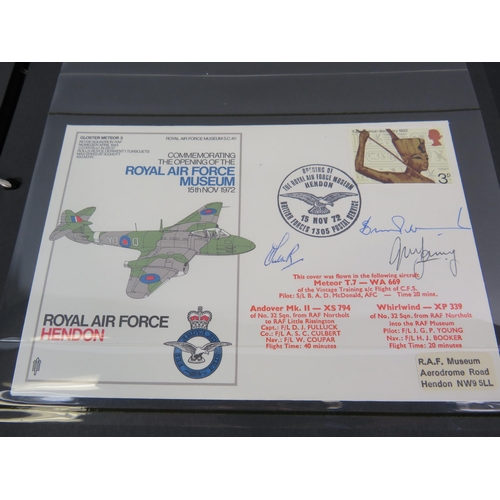 GLOSTER METEOR 3
ROYAL AIR FORCE MUSEUM S.C.40
COMMEMORATING
THE OPENING OF THE
ROYAL AIR FORCE
MUSEUM
15th NOV 1972
ROYAL AIR FORCE
HENDON
OPENING OF
THE ROYAL AIR FORCE MUSEUM
HENDON
15 NOV 72
BRITISH FORCES 1305 POSTAL SERVICE
3p
This cover was flown in the following aircraft
Meteor T.7 — WA 669
of the Vintage Training a/c Flight of C.F.S.
Pilot: S/L B. A. D. McDonald, AFC — Time 20 mins.
Andover Mk. II — XS 794
of No. 32 Sqn. from RAF Northolt
to RAF Little Rissington
Capt.: F/L D. J. FULLUCK
Co.: F/L A. S. C. CULBERT
Nav.: F/L W. COUPAR
Flight Time: 40 minutes
Whirlwind — XP 339
of No. 32 Sqn. from RAF Northolt
into the RAF Museum
Pilot: F/L J. G. P. YOUNG
Nav.: F/L H. J. BOOKER
Flight Time: 20 minutes
R.A.F. Museum
Aerodrome Road
Hendon NW9 5LL